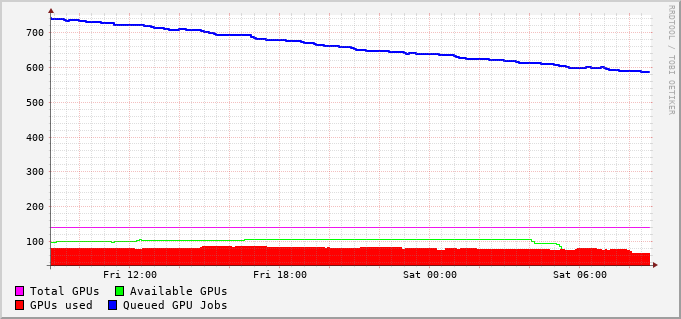 RRDTOOL / TOBI OETIKER
700
600
500
400
300
200
100
Fri 12:00 Fri 18:00 Sat 00:00 Sat 06:00
Total GPUs Available GPUs
GPUs used Queued GPU Jobs